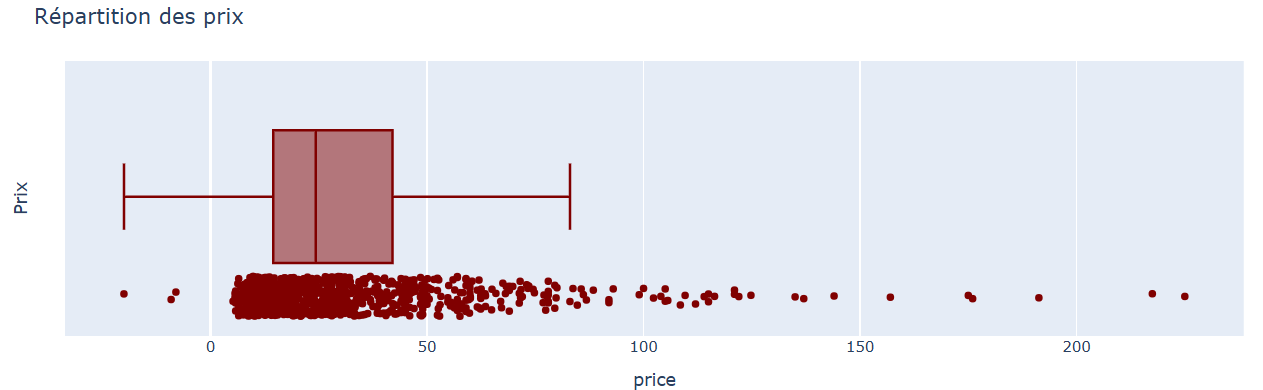 Répartition des prix
Prix
0 50 100 150 200
price